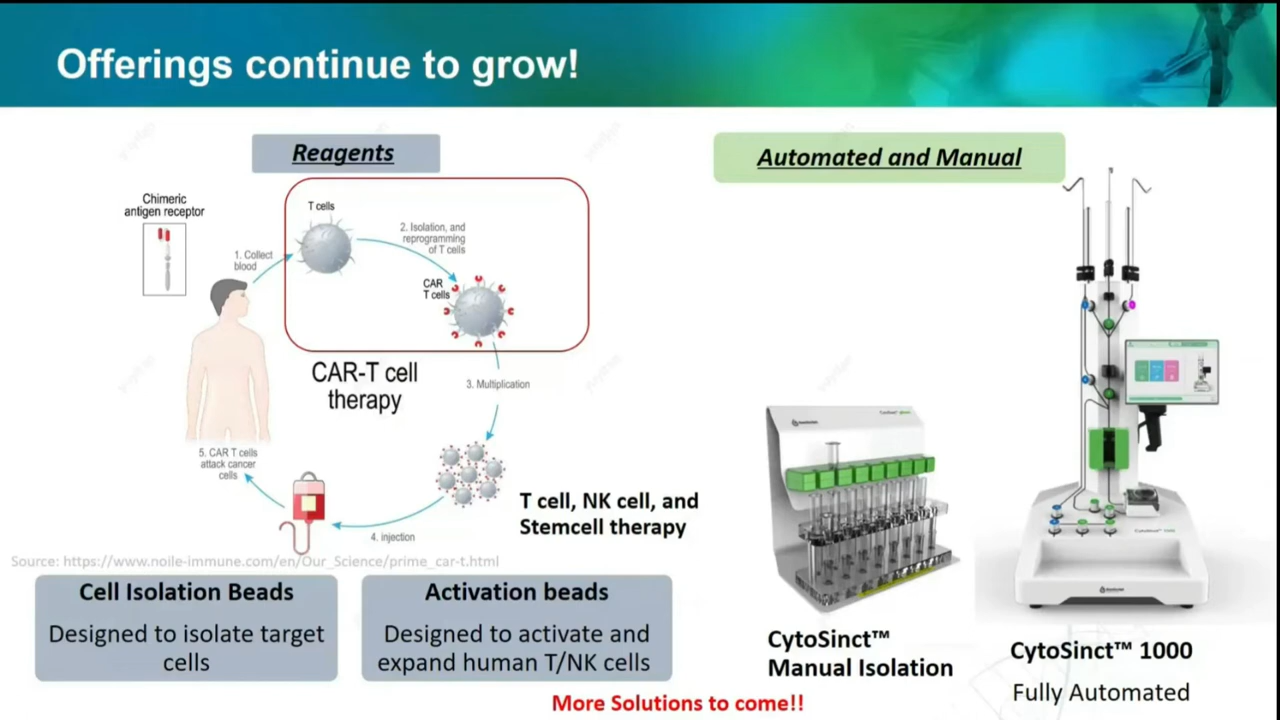 Offerings continue to grow!
Reagents
Automated and Manual
Chimeric
antigen receptor
T cells
1. Collect
blood
2. Isolation, and
reprogramming
of T cells
CAR
T cells
CAR-T cell
therapy
3. Multiplication
5. CAR T cells
attack cancer
cells
4. injection
T cell, NK cell, and
Stemcell therapy
Source: https://www.noile-immune.com/en/Our_Science/prime_car-t.html
Cell Isolation Beads
Designed to isolate target
cells
Activation beads
Designed to activate and
expand human T/NK cells
CytoSinct™
Manual Isolation
CytoSinct™ 1000
Fully Automated
More Solutions to come!!